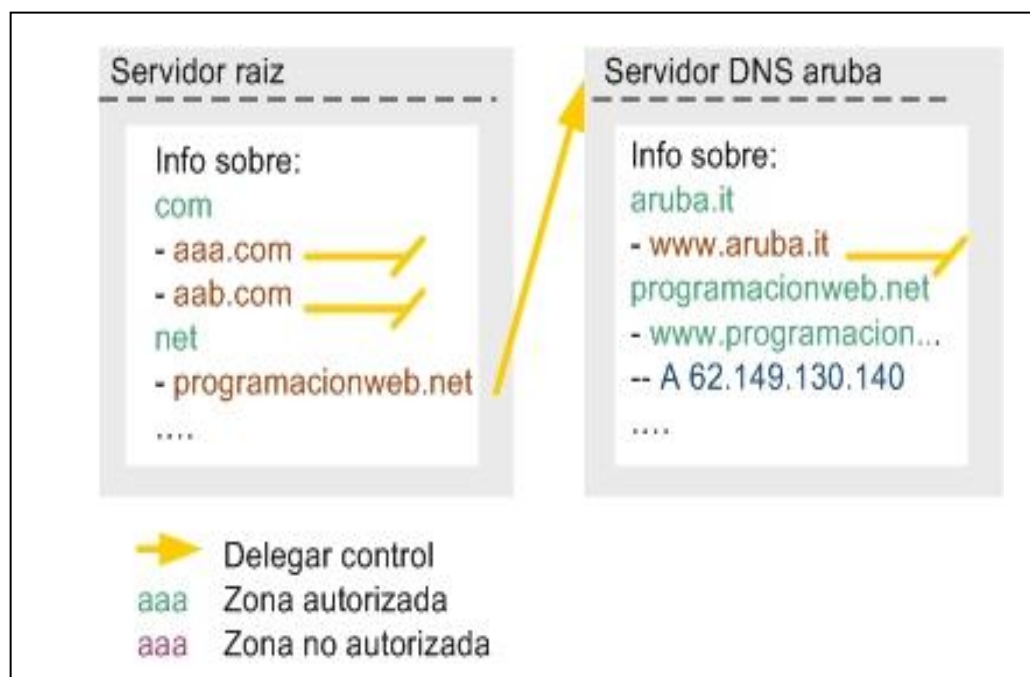 Servidor raiz
Info sobre:
com
- aaa.com
- aab.com
net
- programacionweb.net
....
Servidor DNS aruba
Info sobre:
aruba.it
- www.aruba.it
programacionweb.net
- www.programacion...
-- A 62.149.130.140
....
Delegar control
aaa Zona autorizada
aaa Zona no autorizada